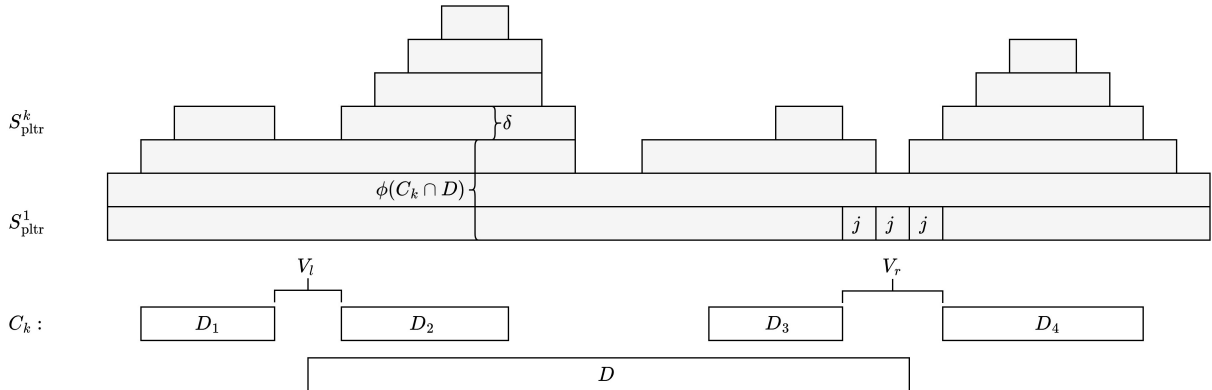 S^k_pltr
δ
ϕ(C_k ∩ D)
S^1_pltr
j j j
V_l V_r
C_k : D_1 D_2 D_3 D_4
D